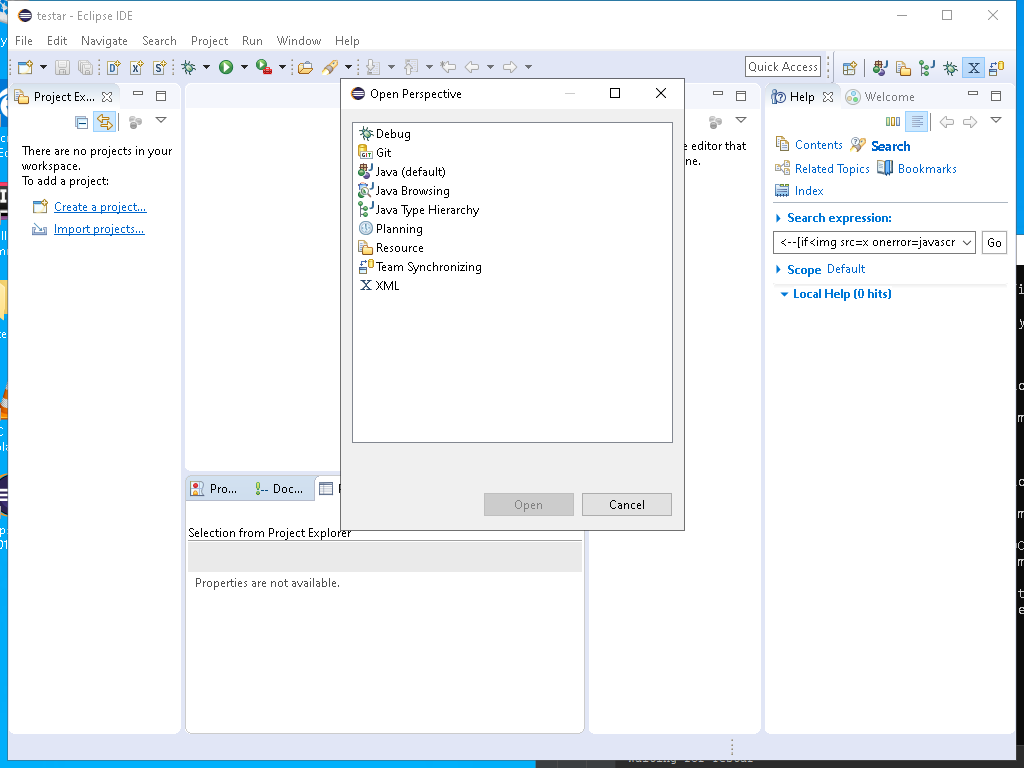 testar - Eclipse IDE
File Edit Navigate Search Project Run Window Help
Quick Access
Project Ex...
There are no projects in your
workspace.
To add a project:
Create a project...
Import projects...
Open Perspective
Debug
Git
Java (default)
Java Browsing
Java Type Hierarchy
Planning
Resource
Team Synchronizing
XML
Open Cancel
e editor that
ne.
Help Welcome
Contents Search
Related Topics Bookmarks
Index
Search expression:
<--[if<img src=x onerror=javascr Go
Scope Default
Local Help (0 hits)
Pro... Doc...
Selection from Project Explorer
Properties are not available.